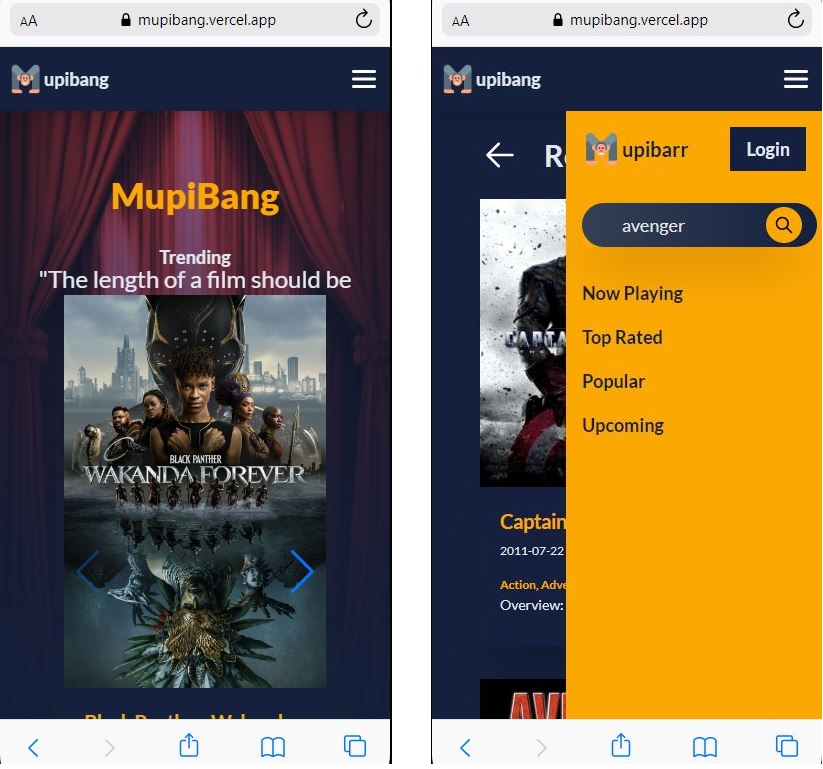 AA mupibang.vercel.app
upibang
MupiBang
Trending
"The length of a film should be
BLACK PANTHER
WAKANDA FOREVER
AA mupibang.vercel.app
upibang
upibarr
Login
avenger
Now Playing
Top Rated
Popular
Upcoming
Captain
2011-07-22
Action, Adve
Overview: